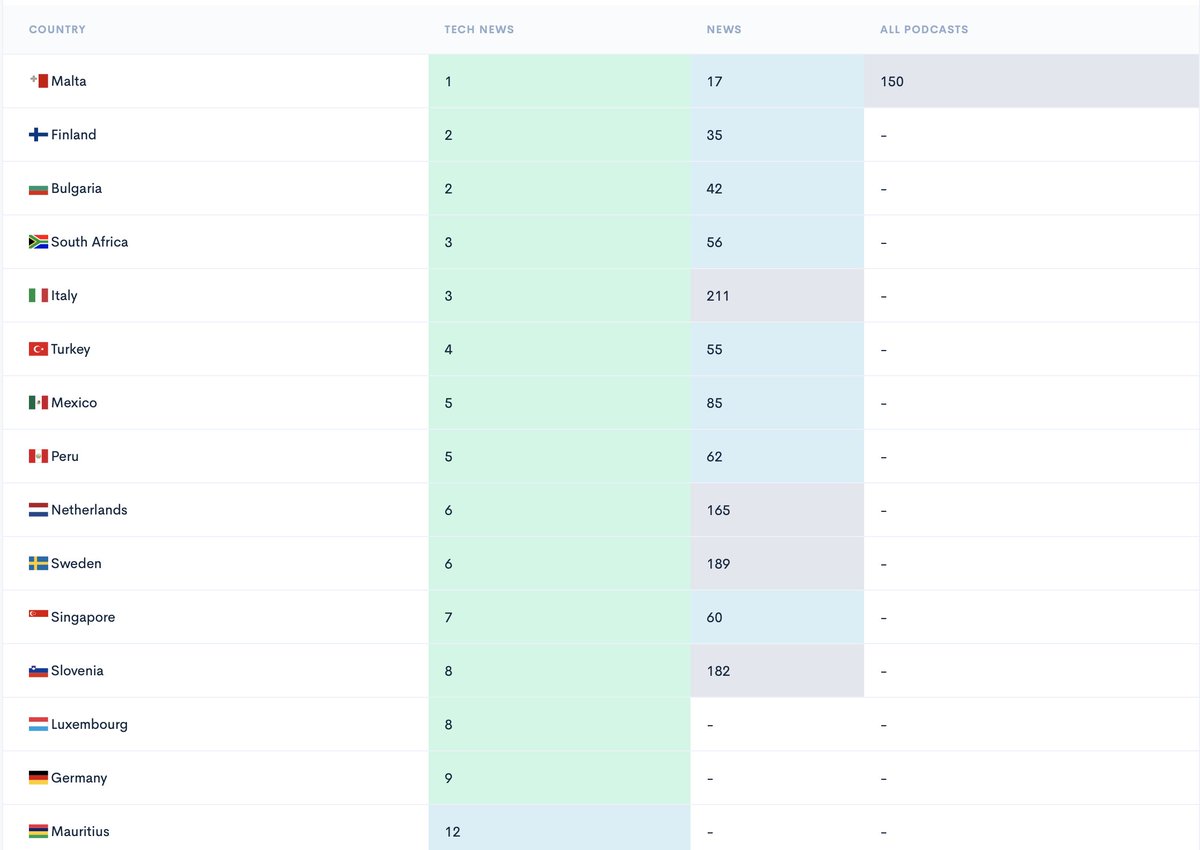 COUNTRY TECH NEWS NEWS ALL PODCASTS
Malta 1 17 150
Finland 2 35 -
Bulgaria 2 42 -
South Africa 3 56 -
Italy 3 211 -
Turkey 4 55 -
Mexico 5 85 -
Peru 5 62 -
Netherlands 6 165 -
Sweden 6 189 -
Singapore 7 60 -
Slovenia 8 182 -
Luxembourg 8 - -
Germany 9 - -
Mauritius 12 - -